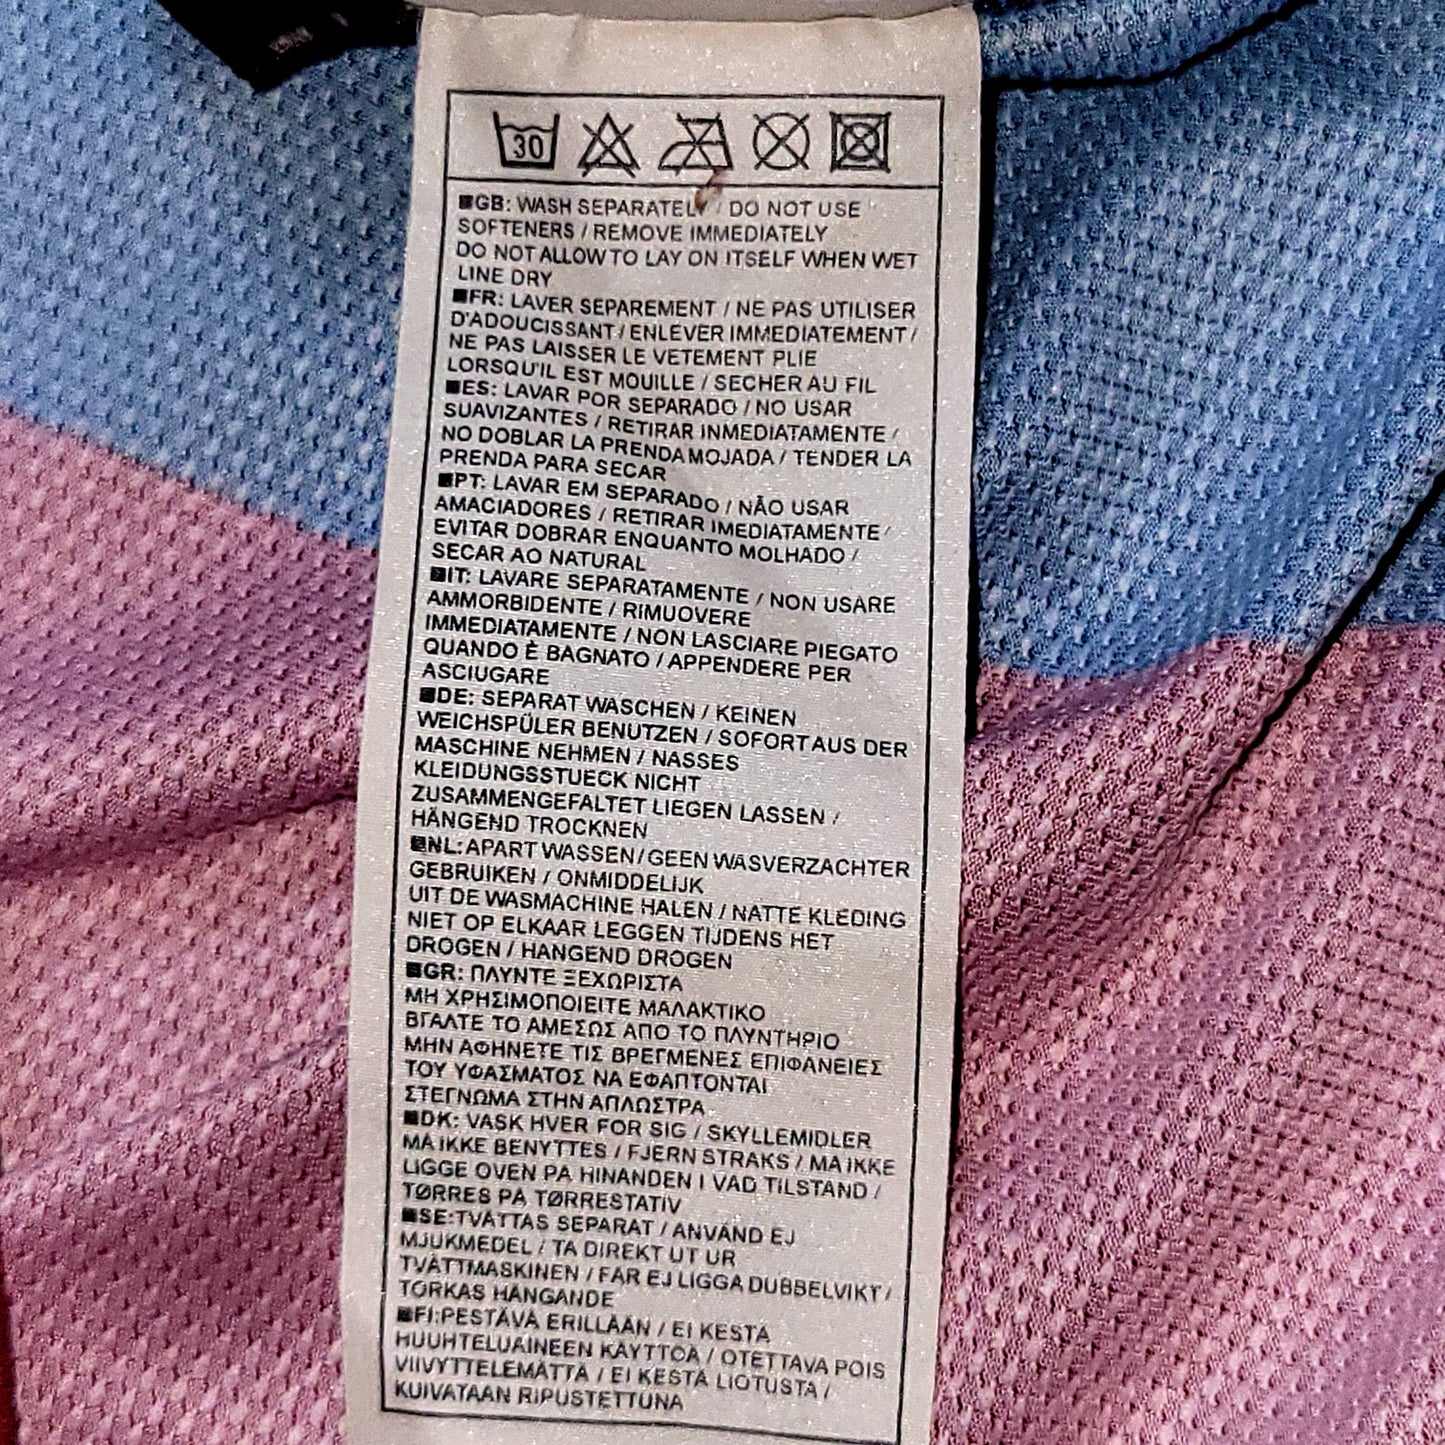 30
GB: WASH SEPARATELY / DO NOT USE
SOFTENERS / REMOVE IMMEDIATELY
DO NOT ALLOW TO LAY ON ITSELF WHEN WET
LINE DRY
FR: LAVER SEPAREMENT / NE PAS UTILISER
D'ADOUCISSANT / ENLEVER IMMEDIATEMENT /
NE PAS LAISSER LE VETEMENT PLIE
LORSQU'IL EST MOUILLE / SECHER AU FIL
ES: LAVAR POR SEPARADO / NO USAR
SUAVIZANTES / RETIRAR INMEDIATAMENTE /
NO DOBLAR LA PRENDA MOJADA / TENDER LA
PRENDA PARA SECAR
PT: LAVAR EM SEPARADO / NÃO USAR
AMACIADORES / RETIRAR IMEDIATAMENTE /
EVITAR DOBRAR ENQUANTO MOLHADO /
SECAR AO NATURAL
IT: LAVARE SEPARATAMENTE / NON USARE
AMMORBIDENTE / RIMUOVERE
IMMEDIATAMENTE / NON LASCIARE PIEGATO
QUANDO È BAGNATO / APPENDERE PER
ASCIUGARE
DE: SEPARAT WASCHEN / KEINEN
WEICHSPÜLER BENUTZEN / SOFORT AUS DER
MASCHINE NEHMEN / NASSES
KLEIDUNGSSTUECK NICHT
ZUSAMMENGEFALTET LIEGEN LASSEN /
HÄNGEND TROCKNEN
NL: APART WASSEN / GEEN WASVERZACHTER
GEBRUIKEN / ONMIDDELIJK
UIT DE WASMACHINE HALEN / NATTE KLEDING
NIET OP ELKAAR LEGGEN TIJDENS HET
DROGEN / HANGEND DROGEN
GR: ΠΛΥΝΤΕ ΞΕΧΩΡΙΣΤΑ
ΜΗ ΧΡΗΣΙΜΟΠΟΙΕΙΤΕ ΜΑΛΑΚΤΙΚΟ
ΒΓΑΛΤΕ ΤΟ ΑΜΕΣΩΣ ΑΠΟ ΤΟ ΠΛΥΝΤΗΡΙΟ
ΜΗΝ ΑΦΗΝΕΤΕ ΤΙΣ ΒΡΕΓΜΕΝΕΣ ΕΠΙΦΑΝΕΙΕΣ
ΤΟΥ ΥΦΑΣΜΑΤΟΣ ΝΑ ΕΦΑΠΤΟΝΤΑΙ
ΣΤΕΓΝΩΜΑ ΣΤΗΝ ΑΠΛΩΣΤΡΑ
DK: VASK HVER FOR SIG / SKYLLEMIDLER
MA IKKE BENYTTES / FJERN STRAKS / MA IKKE
LIGGE OVEN PA HINANDEN I VAD TILSTAND /
TØRRES PA TØRRESTATIV
SE: TVÄTTAS SEPARAT / ANVÄND EJ
MJUKMEDEL / TA DIREKT UT UR
TVÄTTMASKINEN / FAR EJ LIGGA DUBBELVIKT /
TORKAS HANGANDE
FI: PESTÄVÄ ERILLÄÄN / EI KESTÄ
HUUHTELUAINEEN KÄYTTÖÄ / OTETTAVA POIS
VIIVYTTELEMÄTTÄ / EI KESTÄ LIOTUSTA /
KUIVATAAN RIPUSTETTUNA